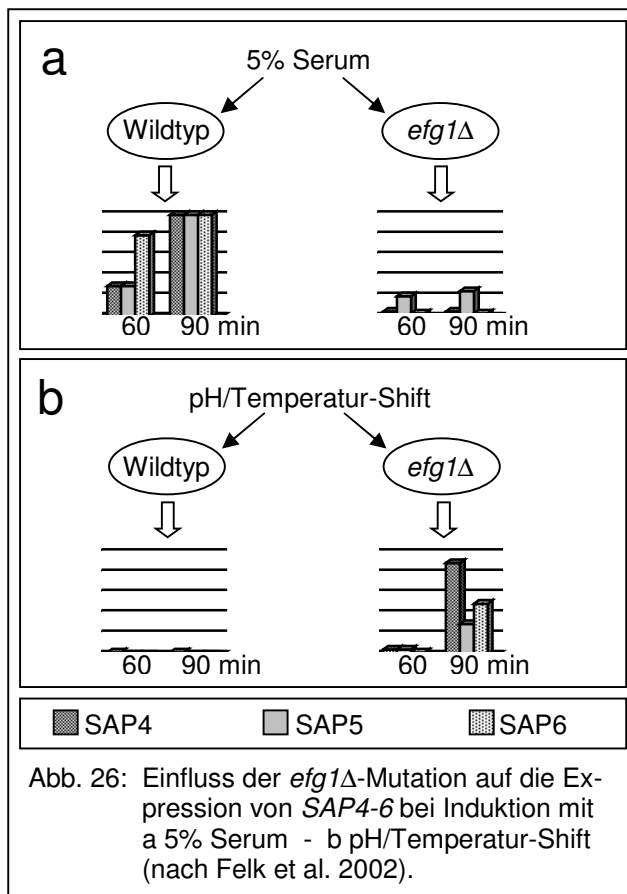 a
5% Serum
Wildtyp efg1Δ
60 90 min 60 90 min
b
pH/Temperatur-Shift
Wildtyp efg1Δ
60 90 min 60 90 min
SAP4 SAP5 SAP6
Abb. 26: Einfluss der efg1Δ-Mutation auf die Ex-
pression von SAP4-6 bei Induktion mit
a 5% Serum - b pH/Temperatur-Shift
(nach Felk et al. 2002).